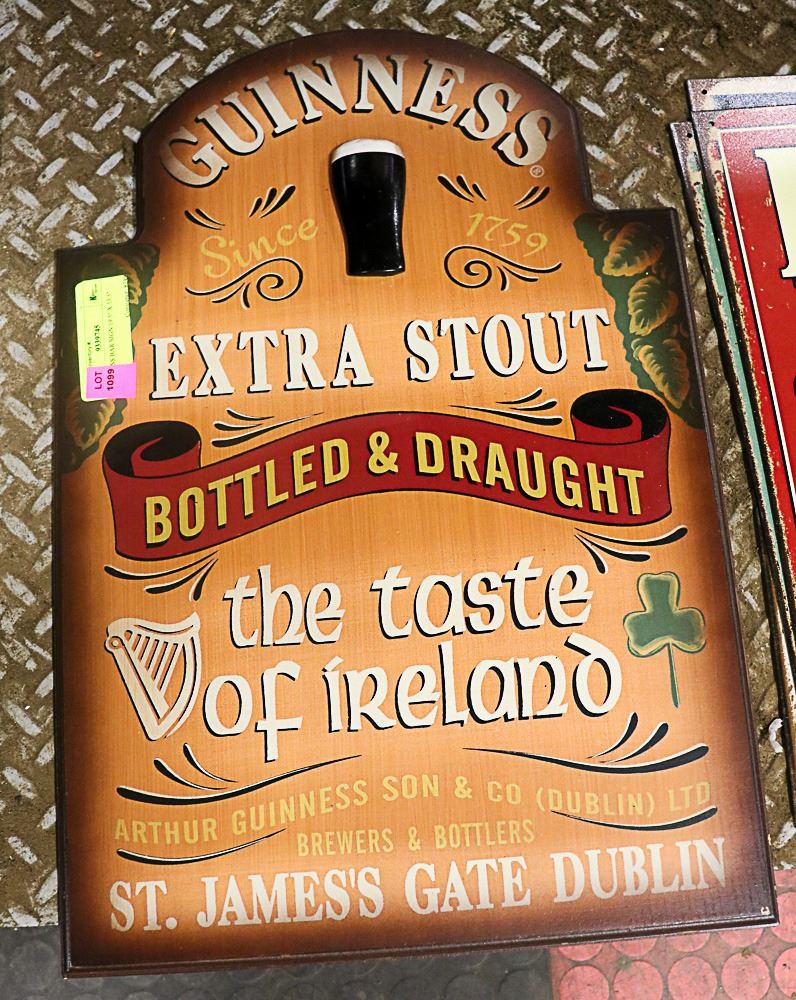 GUINNESS®
Since 1759
EXTRA STOUT
BOTTLED & DRAUGHT
the taste
of ireland
ARTHUR GUINNESS SON & CO (DUBLIN) LTD
BREWERS & BOTTLERS
ST. JAMES'S GATE DUBLIN
9339745
LOT
1099